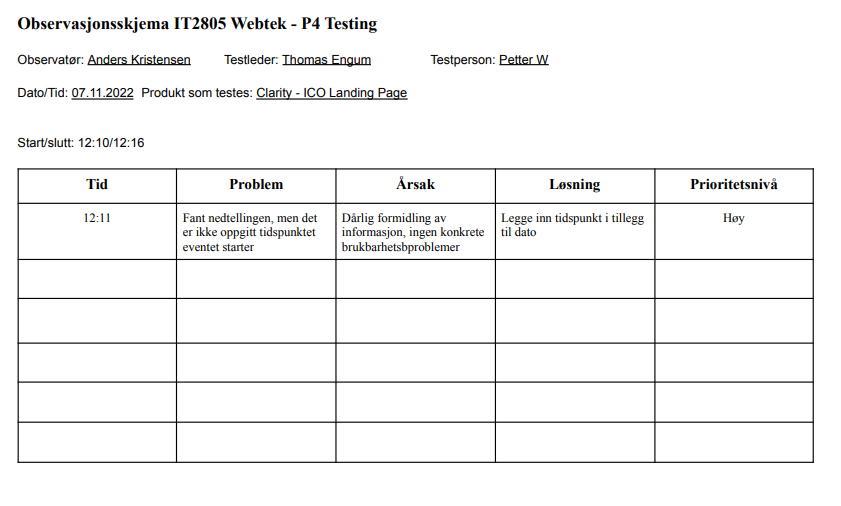 Observasjonsskjema IT2805 Webtek - P4 Testing
Observatør: Anders Kristensen Testleder: Thomas Engum Testperson: Petter W
Dato/Tid: 07.11.2022 Produkt som testes: Clarity - ICO Landing Page
Start/slutt: 12:10/12:16
Tid Problem Årsak Løsning Prioritetsnivå
12:11 Fant nedtellingen, men det Dårlig formidling av Legge inn tidspunkt i tillegg Høy
er ikke oppgitt tidspunktet informasjon, ingen konkrete til dato
eventet starter brukbarhetsbproblemer